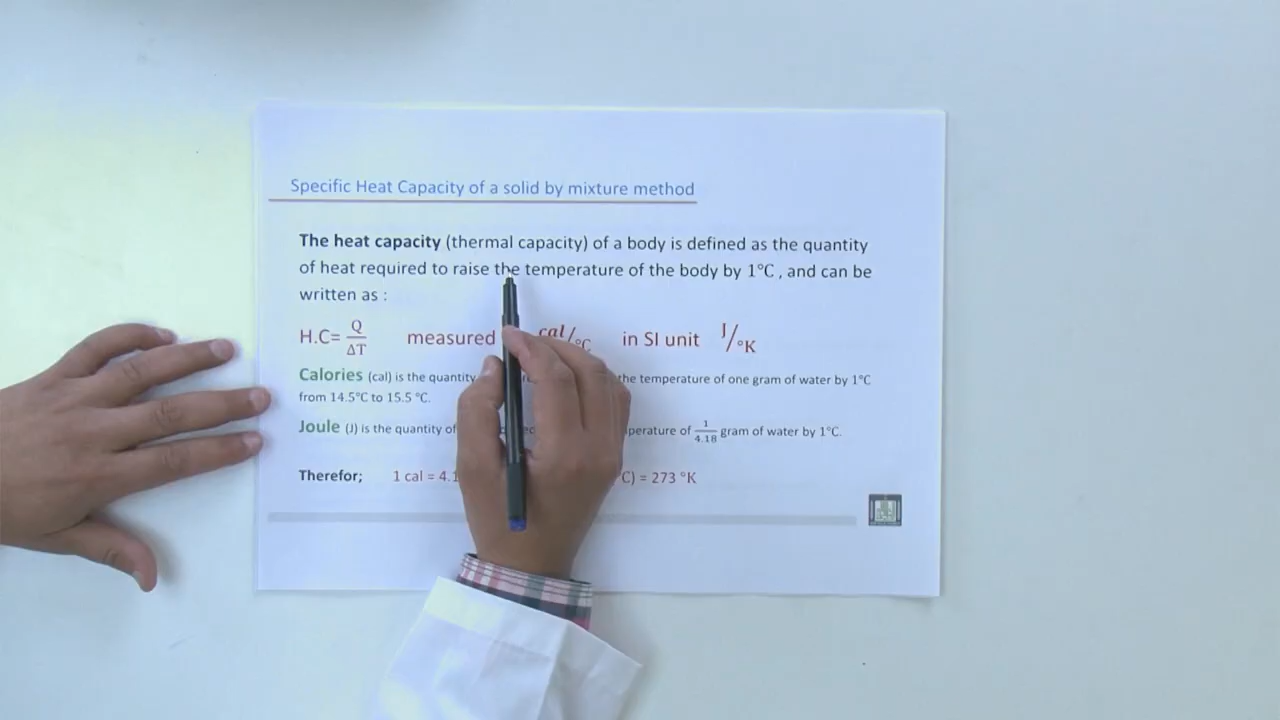 Specific Heat Capacity of a solid by mixture method
The heat capacity (thermal capacity) of a body is defined as the quantity
of heat required to raise the temperature of the body by 1°C , and can be
written as :
H.C= Q/ΔT measured cal/°C in SI unit J/°K
Calories (cal) is the quantity the temperature of one gram of water by 1°C
from 14.5°C to 15.5 °C.
Joule (J) is the quantity of 1/4.18 gram of water by 1°C.
Therefor; 1 cal = 4.1 C) = 273 °K